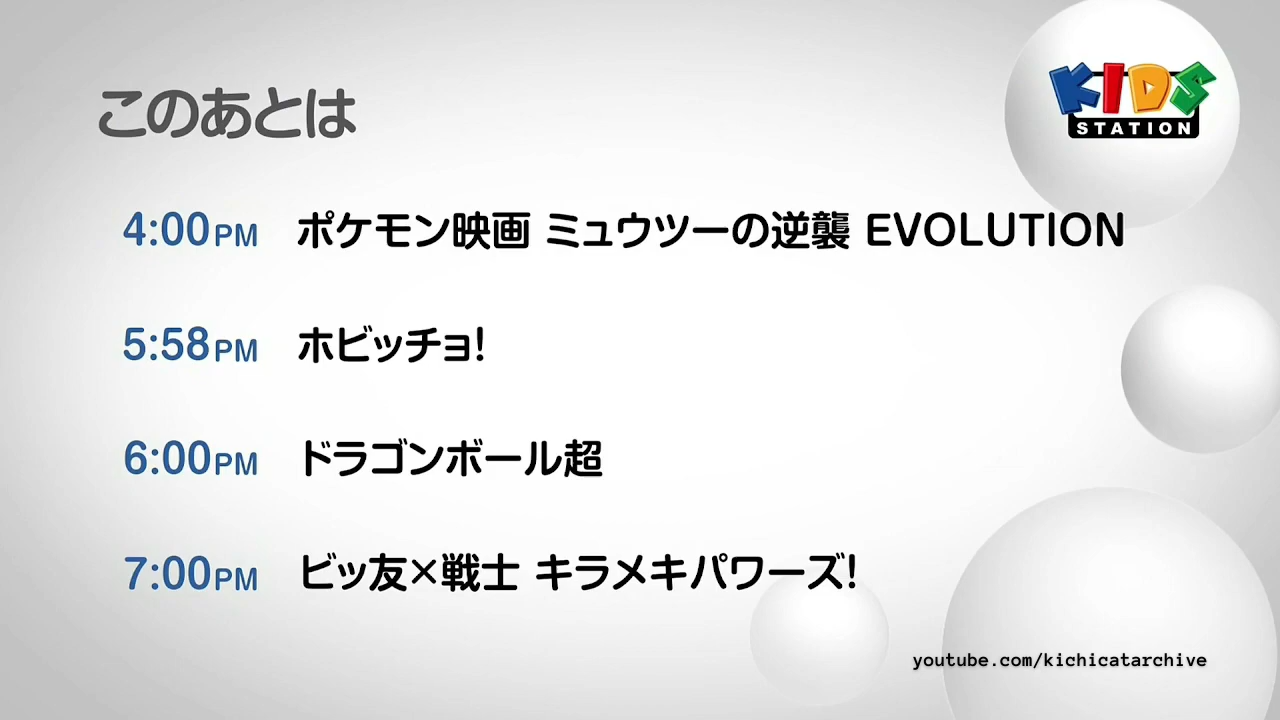 このあとは
KIDS
STATION
4:00PM ポケモン映画 ミュウツーの逆襲 EVOLUTION
5:58PM ホビッチョ!
6:00PM ドラゴンボール超
7:00PM ビッ友×戦士 キラメキパワーズ!
youtube.com/kichicatarchive